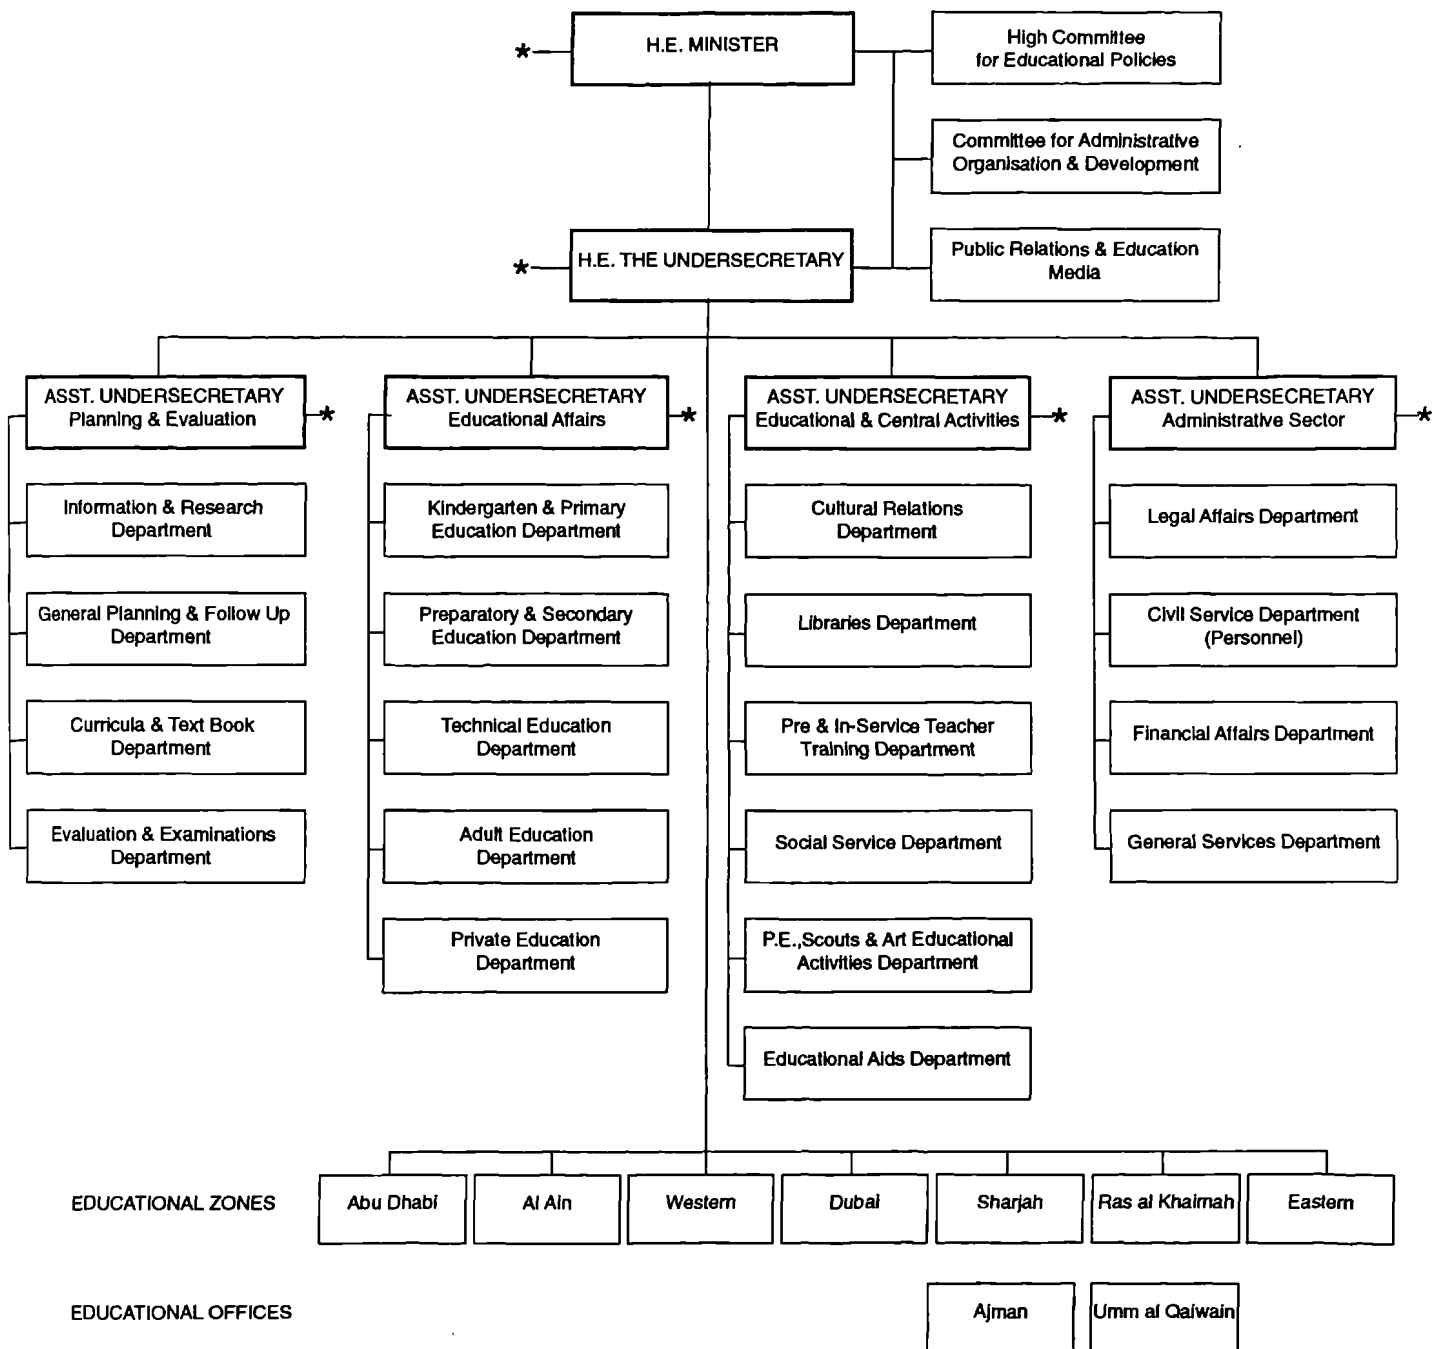 H.E. MINISTER
High Committee
for Educational Policies
Committee for Administrative
Organisation & Development
H.E. THE UNDERSECRETARY
Public Relations & Education
Media
ASST. UNDERSECRETARY
Planning & Evaluation
ASST. UNDERSECRETARY
Educational Affairs
ASST. UNDERSECRETARY
Educational & Central Activities
ASST. UNDERSECRETARY
Administrative Sector
Information & Research
Department
Kindergarten & Primary
Education Department
Cultural Relations
Department
Legal Affairs Department
General Planning & Follow Up
Department
Preparatory & Secondary
Education Department
Libraries Department
Civil Service Department
(Personnel)
Curricula & Text Book
Department
Technical Education
Department
Pre & In-Service Teacher
Training Department
Financial Affairs Department
Evaluation & Examinations
Department
Adult Education
Department
Social Service Department
General Services Department
Private Education
Department
P.E.,Scouts & Art Educational
Activities Department
Educational Aids Department
EDUCATIONAL ZONES
Abu Dhabi
Al Ain
Western
Dubai
Sharjah
Ras al Khaimah
Eastern
EDUCATIONAL OFFICES
Ajman
Umm al Qaiwain